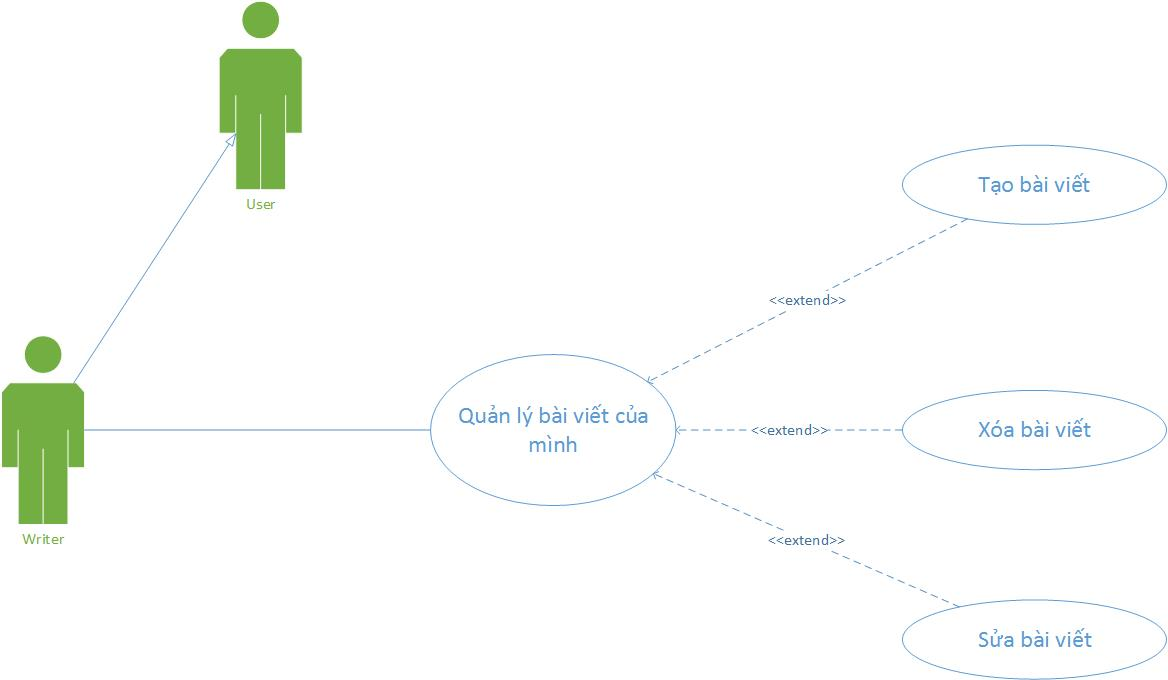 User
Tạo bài viết
<<extend>>
Quản lý bài viết của
mình
<<extend>>
Xóa bài viết
Writer
<<extend>>
Sửa bài viết